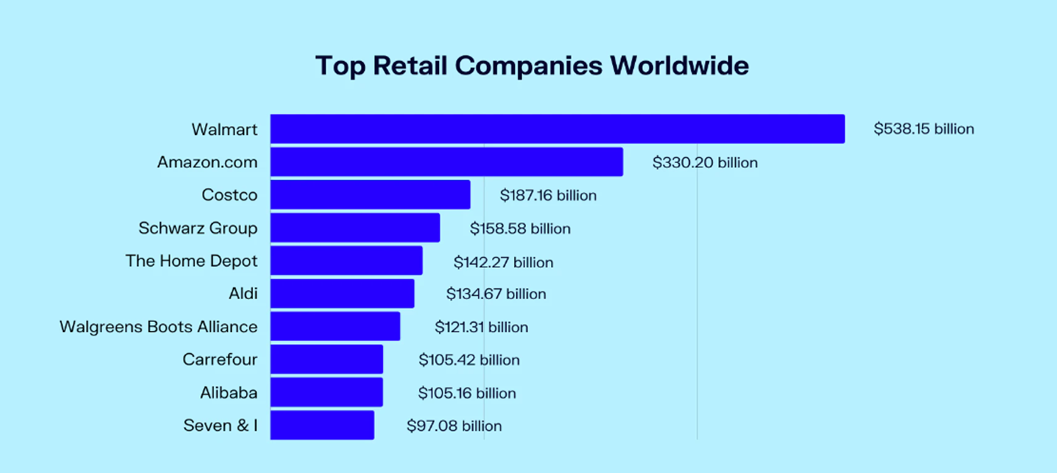 Top Retail Companies Worldwide
Walmart $538.15 billion
Amazon.com $330.20 billion
Costco $187.16 billion
Schwarz Group $158.58 billion
The Home Depot $142.27 billion
Aldi $134.67 billion
Walgreens Boots Alliance $121.31 billion
Carrefour $105.42 billion
Alibaba $105.16 billion
Seven & I $97.08 billion